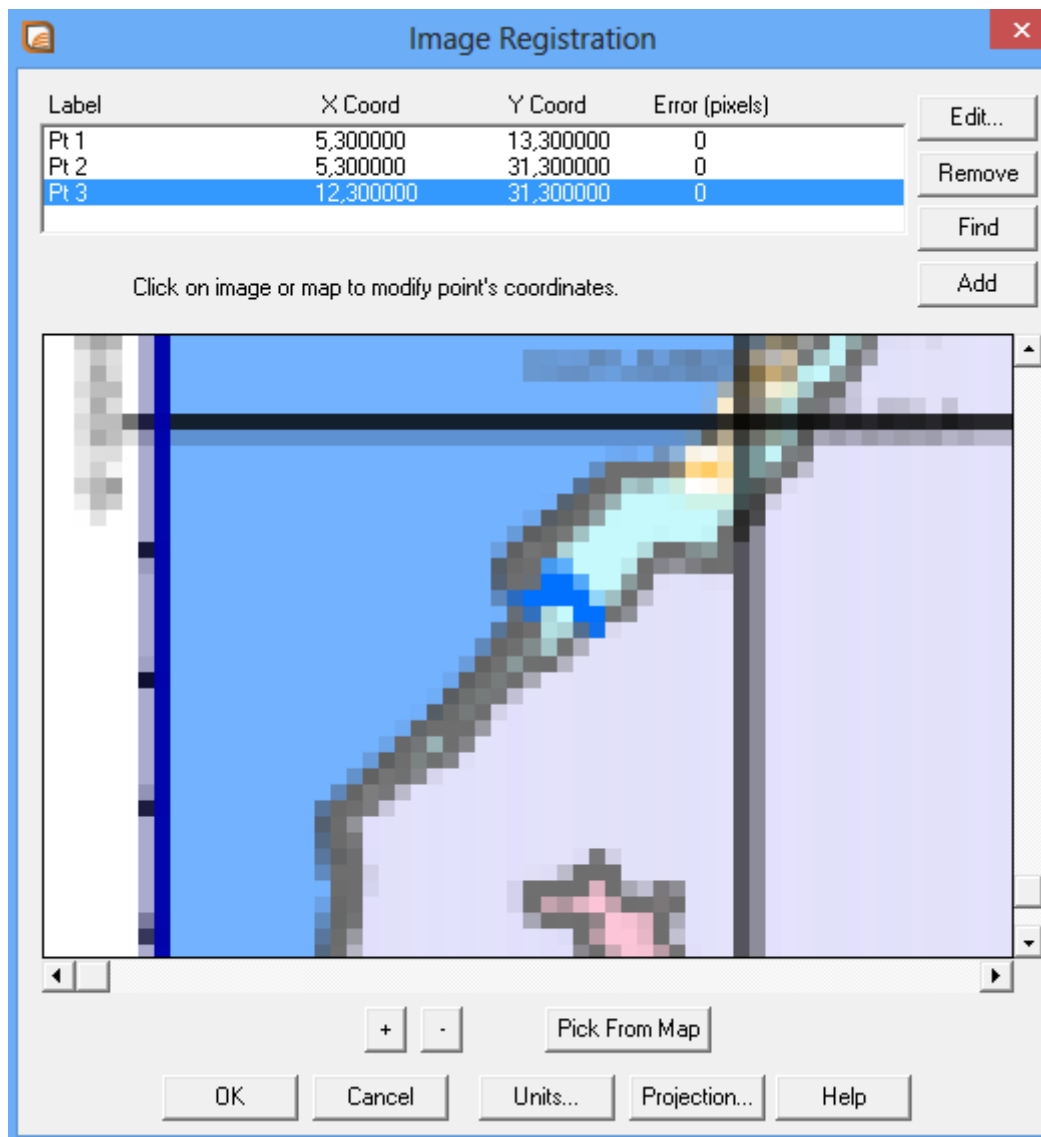 Image Registration
Label X Coord Y Coord Error (pixels)
Edit...
Pt 1 5,300000 13,300000 0
Pt 2 5,300000 31,300000 0
Remove
Pt 3 12,300000 31,300000 0
Find
Click on image or map to modify point's coordinates.
Add
+ - Pick From Map
OK Cancel Units... Projection... Help